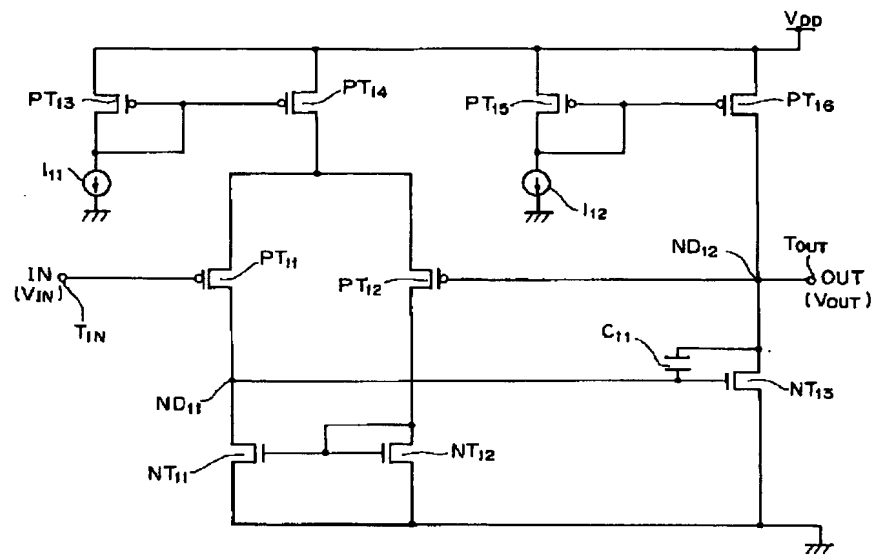 VDD
PT13
PT14
PT15
PT16
I11
I12
IN
(VIN)
TIN
PT11
PT12
ND12
TOUT
OUT
(VOUT)
C11
ND11
NT13
NT11
NT12